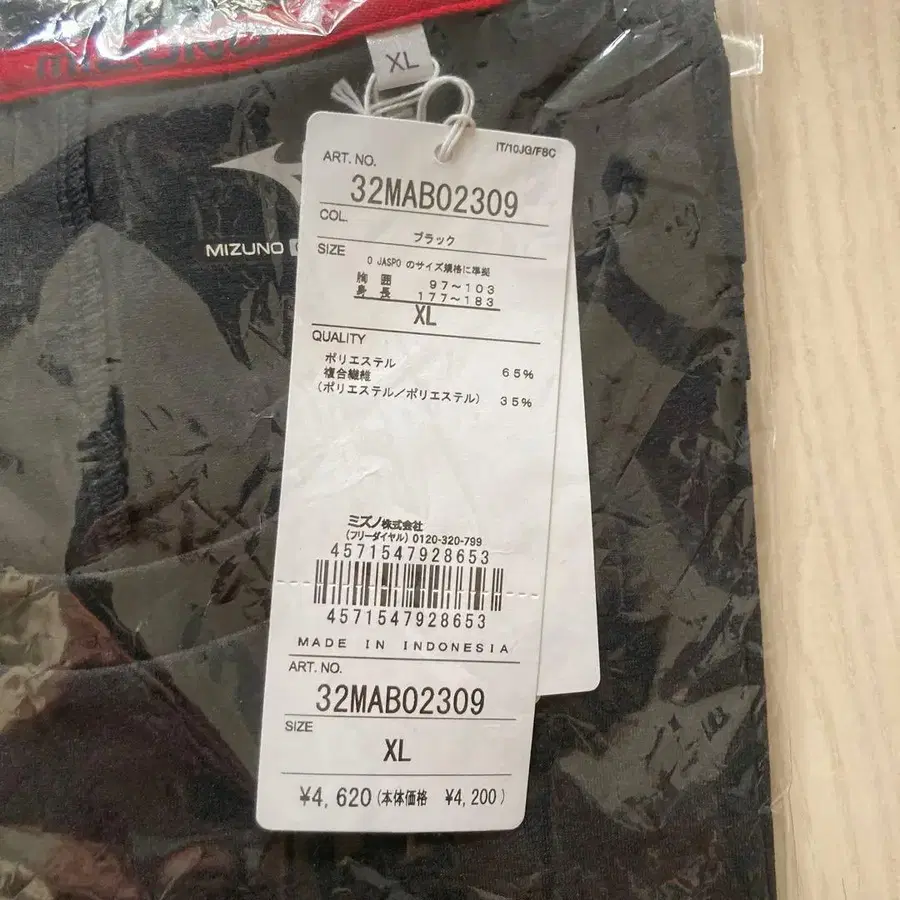 MIZUNO
XL
MIZUNO
IT/10JG/F8C
ART. NO.
32MAB02309
COL.
ブラック
SIZE
O JASPO のサイズ規格に準拠
胸 囲 97～103
身 長 177～183
XL
QUALITY
ポリエステル 65%
複合繊維
(ポリエステル/ポリエステル) 35%
ミズノ株式会社
(フリーダイヤル) 0120-320-799
4571547928653
4571547928653
MADE IN INDONESIA
ART. NO.
32MAB02309
SIZE
XL
¥4,620 (本体価格 ¥4,200)